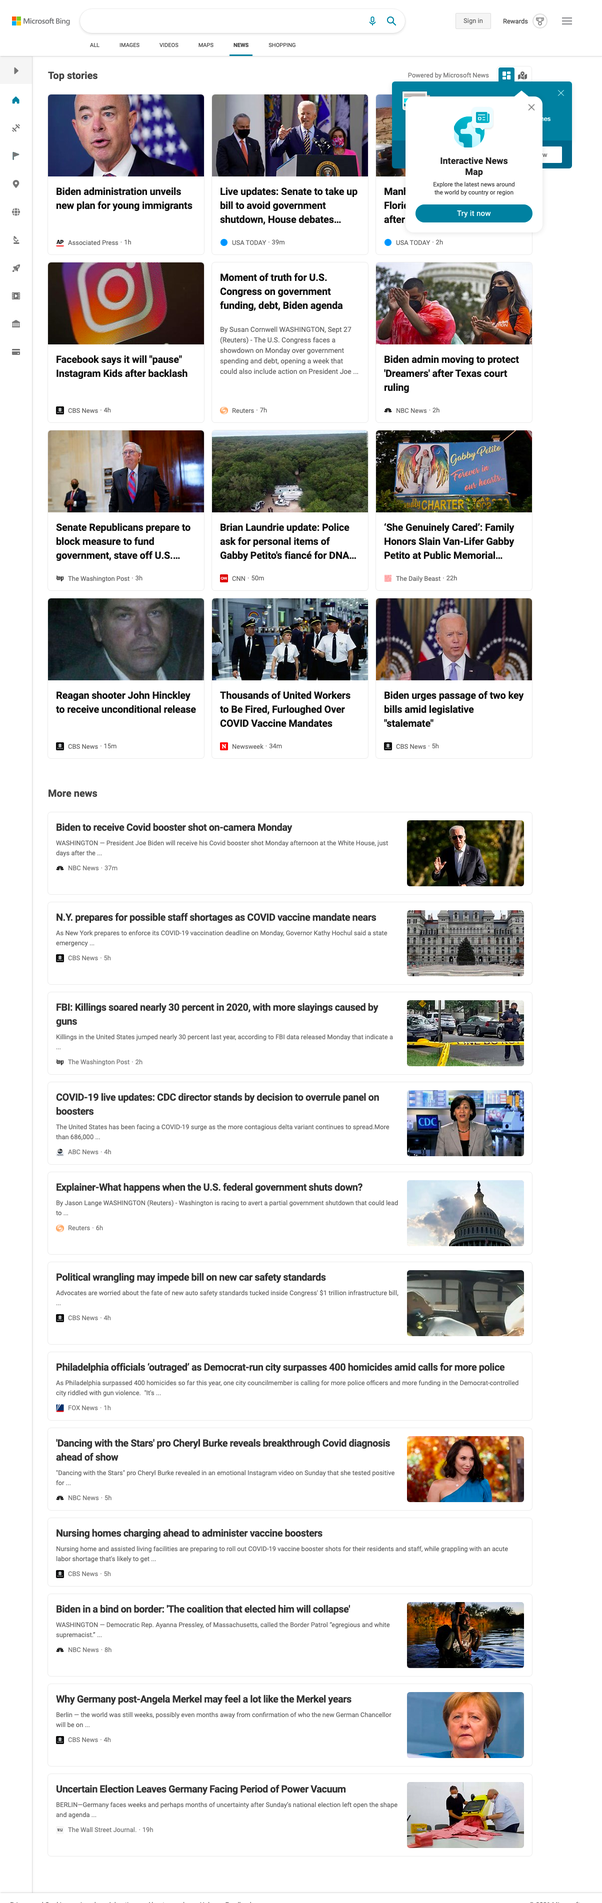 Microsoft Bing
Sign in
Rewards
ALL
IMAGES
VIDEOS
MAPS
NEWS
SHOPPING
Top stories
Powered by Microsoft News
Interactive News
Map
Explore the latest news around
the world by country or region
Try it now
Biden administration unveils
new plan for young immigrants
AP Associated Press · 1h
Live updates: Senate to take up
bill to avoid government
shutdown, House debates...
USA TODAY · 39m
after
USA TODAY · 2h
Facebook says it will "pause"
Instagram Kids after backlash
CBS News · 4h
Moment of truth for U.S.
Congress on government
funding, debt, Biden agenda
By Susan Cornwell WASHINGTON, Sept 27
(Reuters) - The U.S. Congress faces a
showdown on Monday over government
spending and debt, opening a week that
could also include action on President Joe ...
Reuters · 7h
Biden admin moving to protect
'Dreamers' after Texas court
ruling
NBC News · 2h
Senate Republicans prepare to
block measure to fund
government, stave off U.S....
wp The Washington Post · 3h
Brian Laundrie update: Police
ask for personal items of
Gabby Petito's fiancé for DNA...
CNN · 50m
Gabby Petito
Forever in
our hearts
CHARTER
'She Genuinely Cared': Family
Honors Slain Van-Lifer Gabby
Petito at Public Memorial...
The Daily Beast · 22h
Reagan shooter John Hinckley
to receive unconditional release
CBS News · 15m
Thousands of United Workers
to Be Fired, Furloughed Over
COVID Vaccine Mandates
N Newsweek · 34m
Biden urges passage of two key
bills amid legislative
"stalemate"
CBS News · 5h
More news
Biden to receive Covid booster shot on-camera Monday
WASHINGTON — President Joe Biden will receive his Covid booster shot Monday afternoon at the White House, just
days after the ...
NBC News · 37m
N.Y. prepares for possible staff shortages as COVID vaccine mandate nears
As New York prepares to enforce its COVID-19 vaccination deadline on Monday, Governor Kathy Hochul said a state
emergency ...
CBS News · 5h
FBI: Killings soared nearly 30 percent in 2020, with more slayings caused by
guns
Killings in the United States jumped nearly 30 percent last year, according to FBI data released Monday that indicate a
...
wp The Washington Post · 2h
COVID-19 live updates: CDC director stands by decision to overrule panel on
boosters
The United States has been facing a COVID-19 surge as the more contagious delta variant continues to spread.More
than 686,000 ...
ABC News · 4h
CDC
Explainer-What happens when the U.S. federal government shuts down?
By Jason Lange WASHINGTON (Reuters) - Washington is racing to avert a partial government shutdown that could lead
to ...
Reuters · 6h
Political wrangling may impede bill on new car safety standards
Advocates are worried about the fate of new auto safety standards tucked inside Congress' $1 trillion infrastructure bill,
...
CBS News · 4h
Philadelphia officials 'outraged' as Democrat-run city surpasses 400 homicides amid calls for more police
As Philadelphia surpassed 400 homicides so far this year, one city councilmember is calling for more police officers and more funding in the Democrat-controlled
city riddled with gun violence. "It's ...
FOX News · 1h
'Dancing with the Stars' pro Cheryl Burke reveals breakthrough Covid diagnosis
ahead of show
"Dancing with the Stars" pro Cheryl Burke revealed in an emotional Instagram video on Sunday that she tested positive
for ...
NBC News · 5h
Nursing homes charging ahead to administer vaccine boosters
Nursing home and assisted living facilities are preparing to roll out COVID-19 vaccine booster shots for their residents and staff, while grappling with an acute
labor shortage that's likely to get ...
CBS News · 5h
Biden in a bind on border: 'The coalition that elected him will collapse'
WASHINGTON — Democratic Rep. Ayanna Pressley, of Massachusetts, called the Border Patrol "egregious and white
supremacist." ...
NBC News · 8h
Why Germany post-Angela Merkel may feel a lot like the Merkel years
Berlin — the world was still weeks, possibly even months away from confirmation of who the new German Chancellor
will be on ...
CBS News · 4h
Uncertain Election Leaves Germany Facing Period of Power Vacuum
BERLIN—Germany faces weeks and perhaps months of uncertainty after Sunday's national election left open the shape
and agenda ...
The Wall Street Journal. · 19h